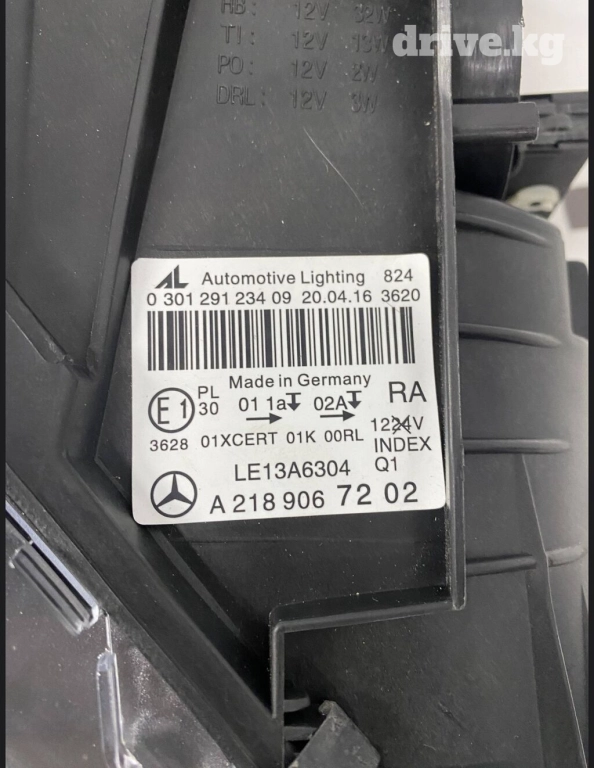 HB: 12V 32W
drive.kg
TI: 12V 13W
PO: 12V 2W
DRL: 12V 3W
AL Automotive Lighting 824
0 301 291 234 09 20.04.16 3620
Made in Germany
E1 PL 30 01 1a 02A RA
3628 01XCERT 01K 00RL 1224V
INDEX
LE13A6304 Q1
A 218 906 72 02